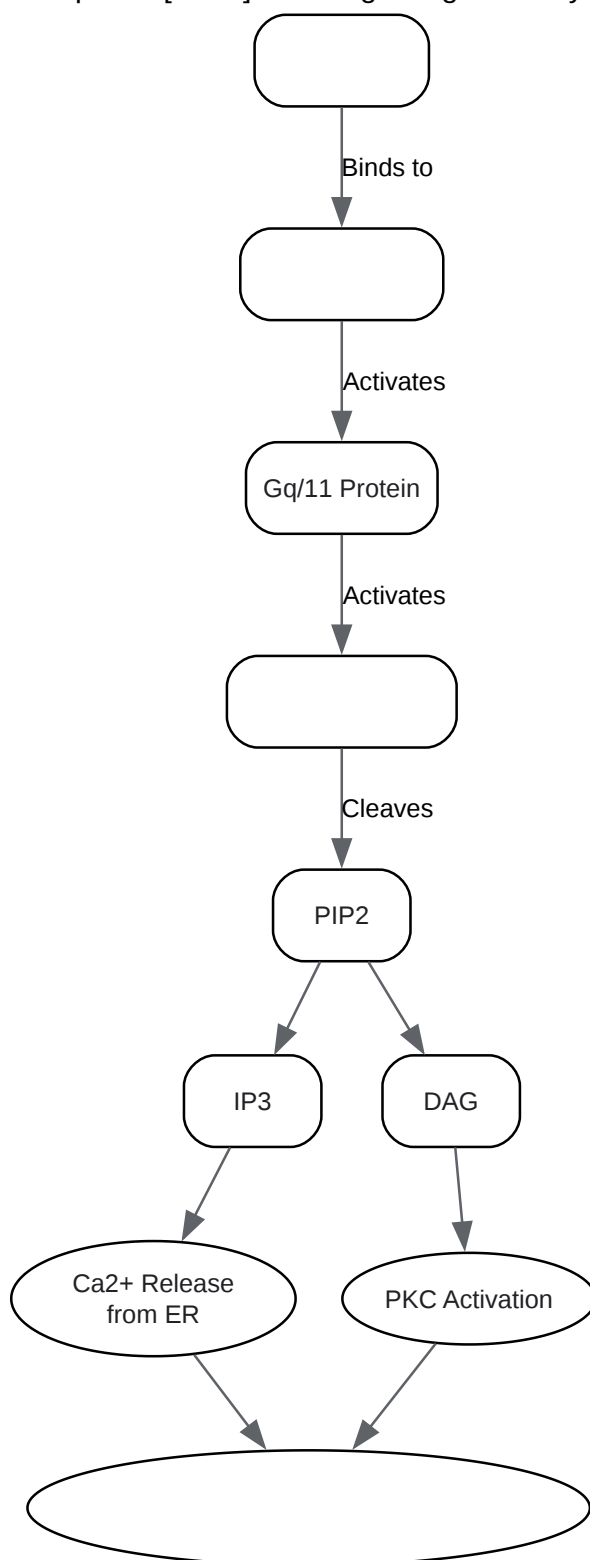 Binds to
Activates
Gq/11 Protein
Activates
Cleaves
PIP2
IP3
DAG
Ca2+ Release
from ER
PKC Activation